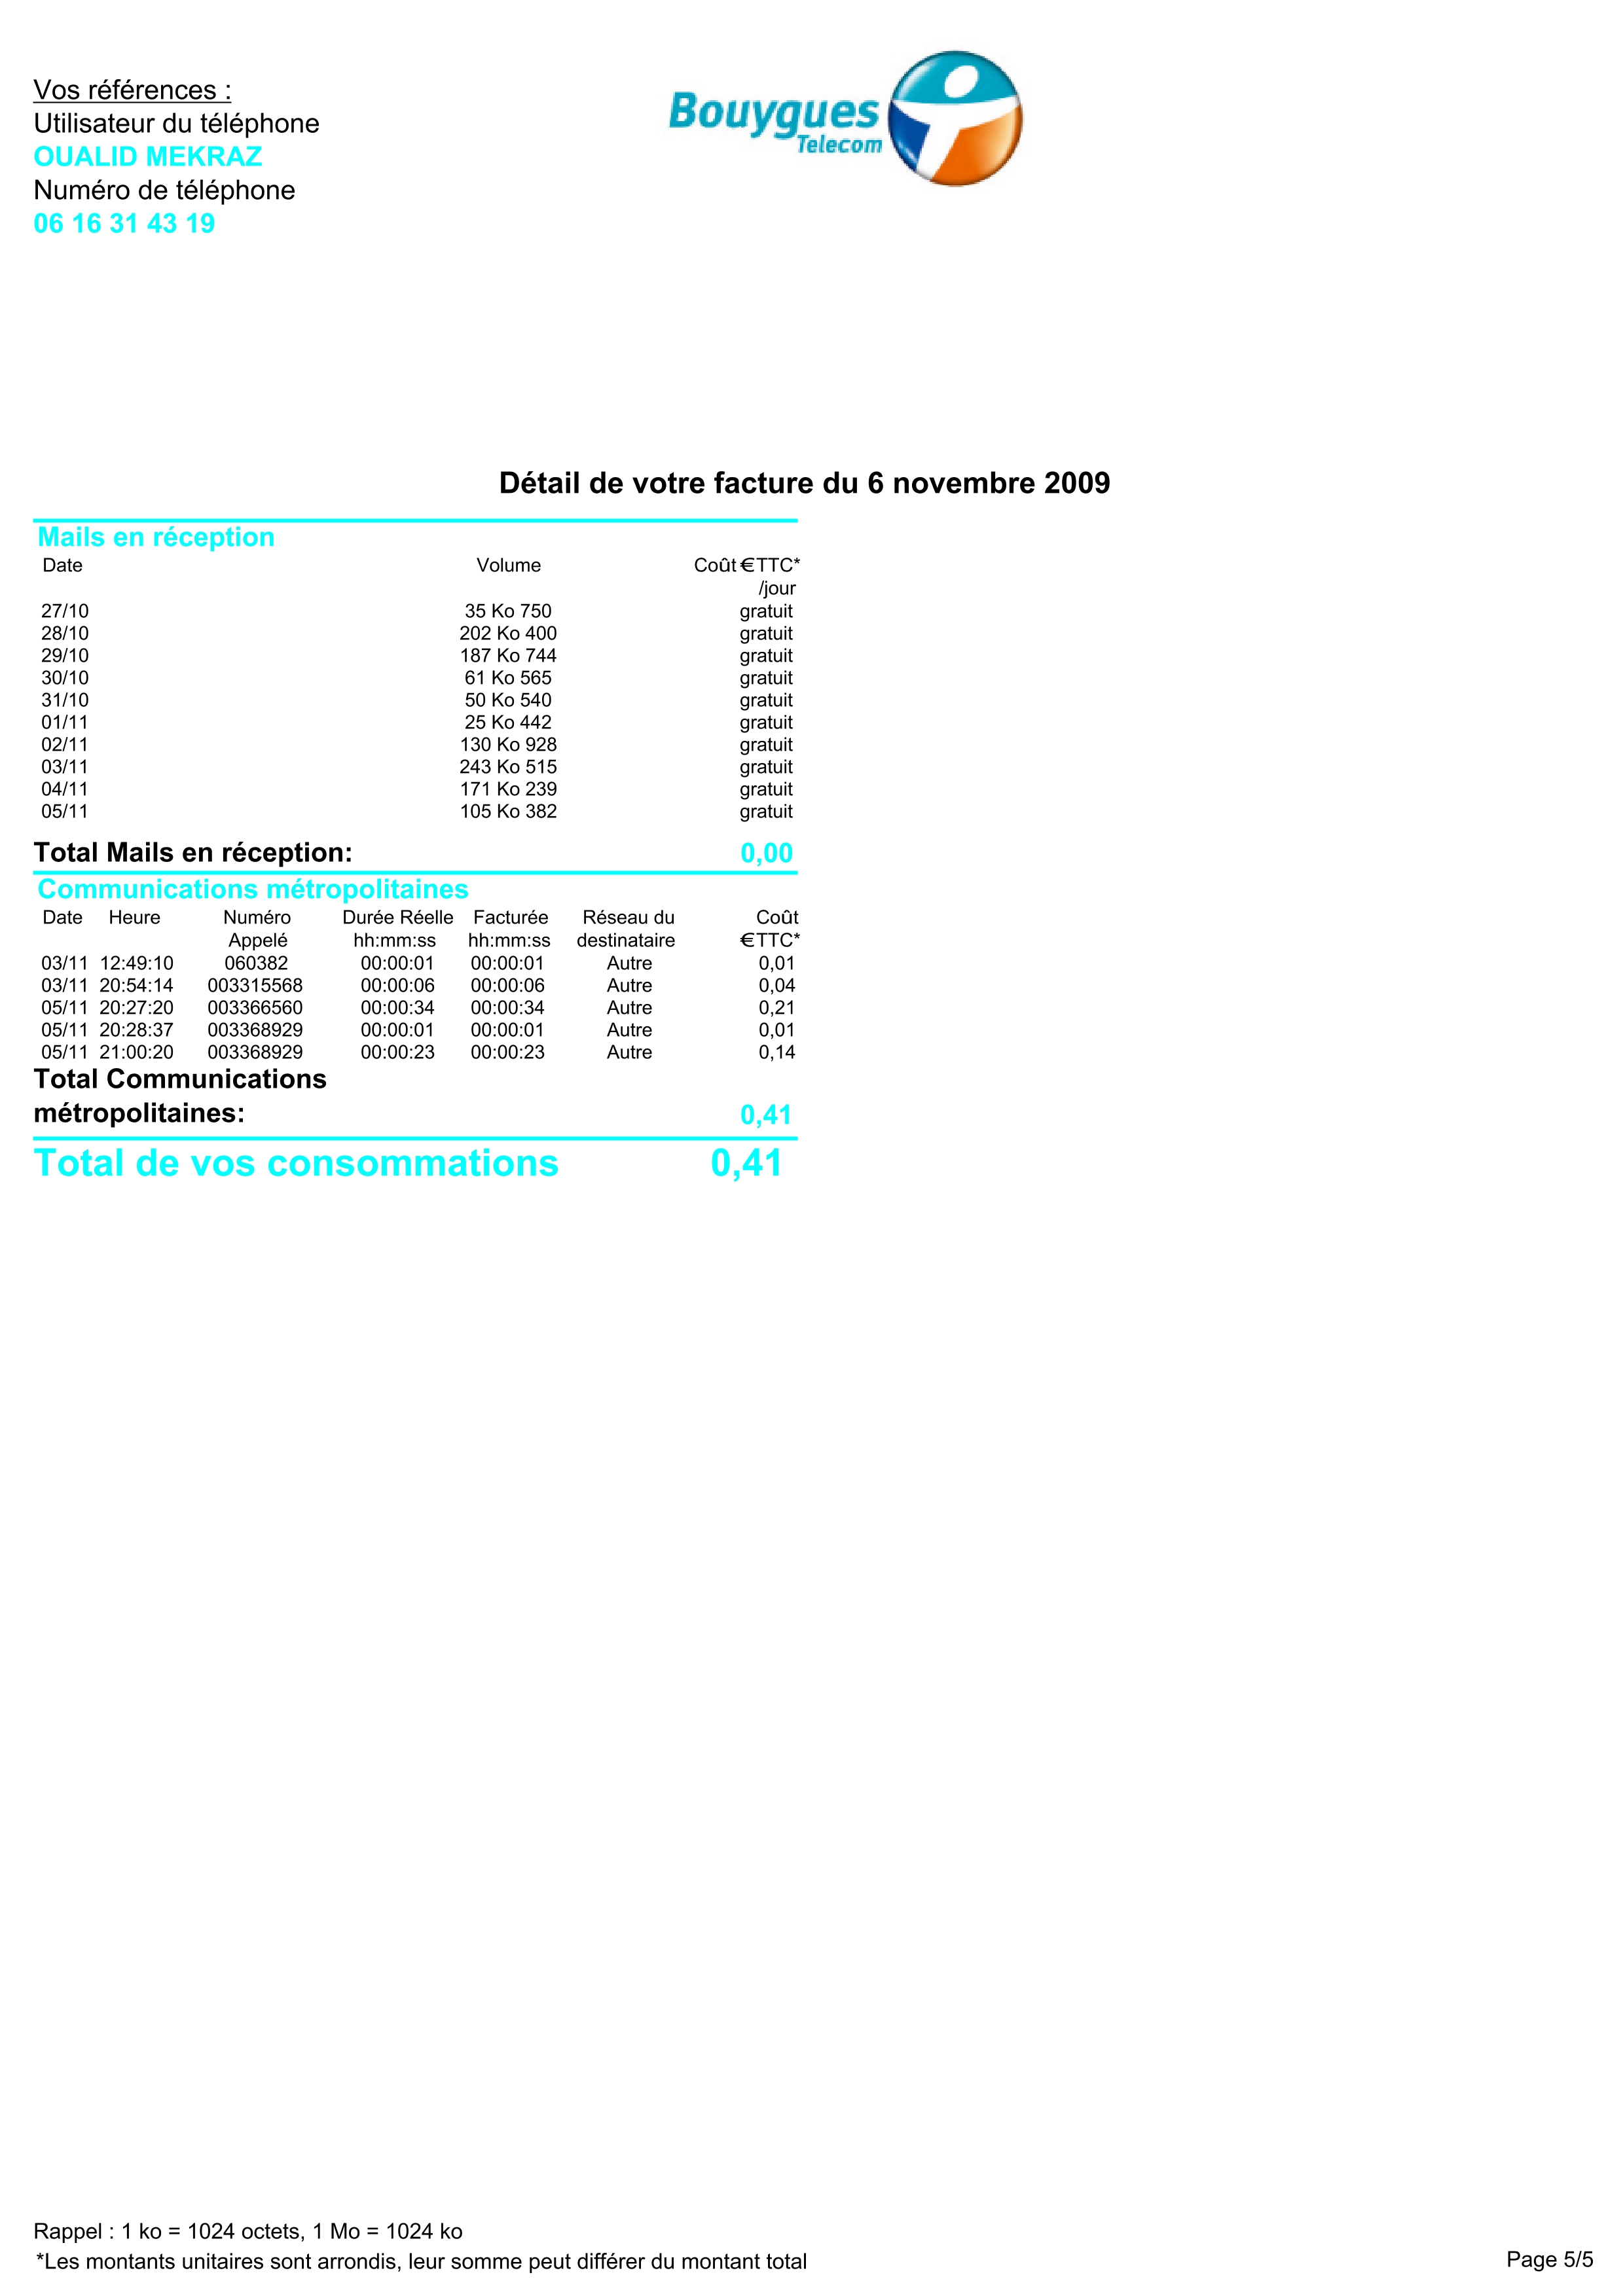 Vos références :
Utilisateur du téléphone
OUALID MEKRAZ
Numéro de téléphone
06 16 31 43 19
Bouygues
Telecom
Détail de votre facture du 6 novembre 2009
Mails en réception
Date Volume Coût €TTC*
/jour
27/10 35 Ko 750 gratuit
28/10 202 Ko 400 gratuit
29/10 187 Ko 744 gratuit
30/10 61 Ko 565 gratuit
31/10 50 Ko 540 gratuit
01/11 25 Ko 442 gratuit
02/11 130 Ko 928 gratuit
03/11 243 Ko 515 gratuit
04/11 171 Ko 239 gratuit
05/11 105 Ko 382 gratuit
Total Mails en réception: 0,00
Communications métropolitaines
Date Heure Numéro Durée Réelle Facturée Réseau du Coût
Appelé hh:mm:ss hh:mm:ss destinataire €TTC*
03/11 12:49:10 060382 00:00:01 00:00:01 Autre 0,01
03/11 20:54:14 003315568 00:00:06 00:00:06 Autre 0,04
05/11 20:27:20 003366560 00:00:34 00:00:34 Autre 0,21
05/11 20:28:37 003368929 00:00:01 00:00:01 Autre 0,01
05/11 21:00:20 003368929 00:00:23 00:00:23 Autre 0,14
Total Communications
métropolitaines: 0,41
Total de vos consommations 0,41
Rappel : 1 ko = 1024 octets, 1 Mo = 1024 ko
*Les montants unitaires sont arrondis, leur somme peut différer du montant total
Page 5/5